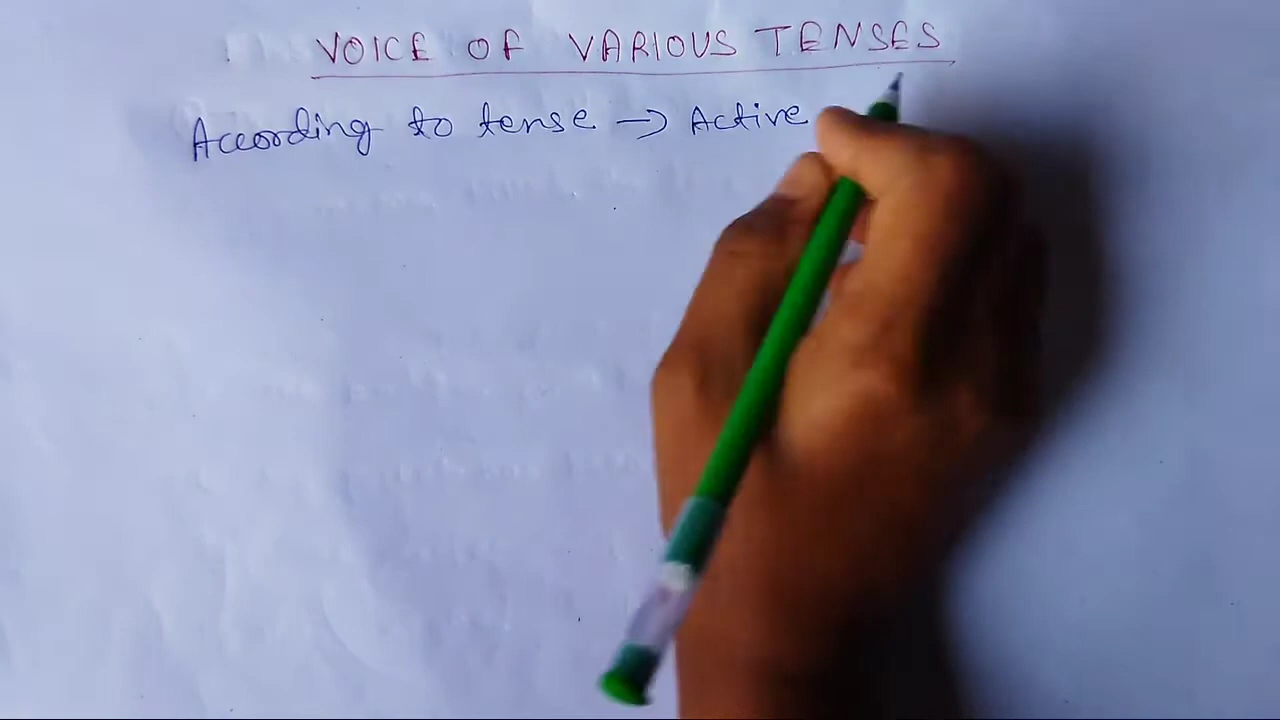 VOICE OF VARIOUS TENSES
According to tense → Active